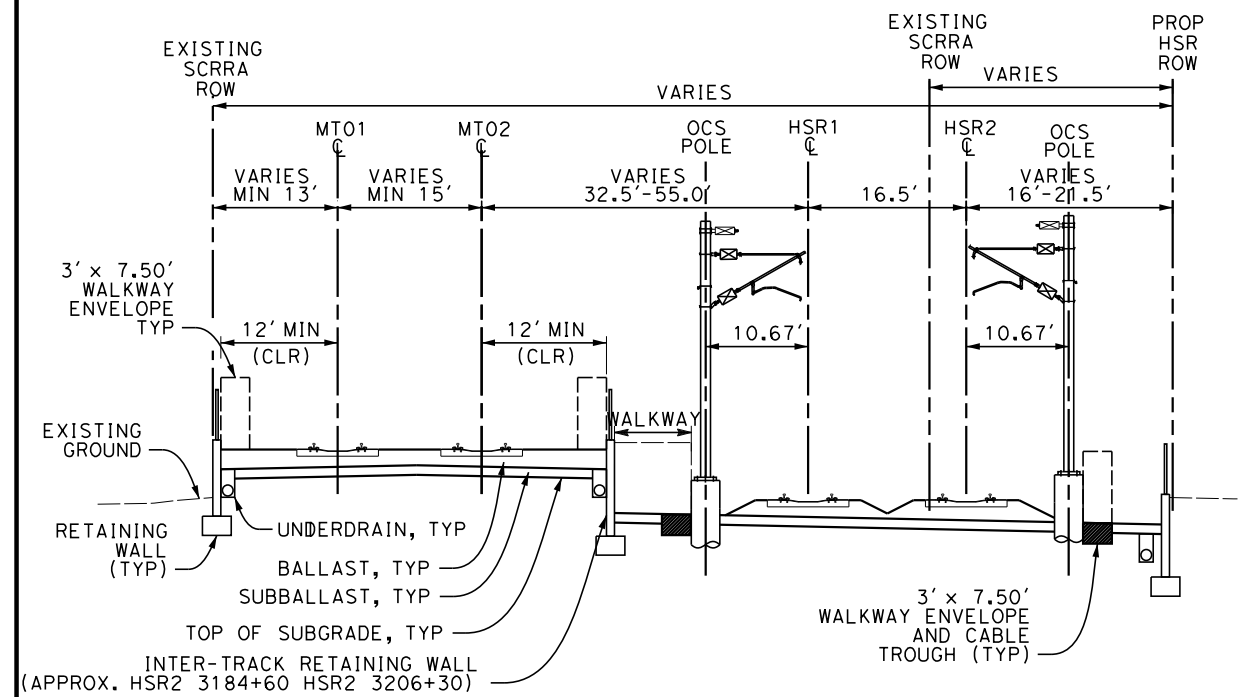 EXISTING
SCRRA
ROW
EXISTING
SCRRA
ROW
PROP
HSR
ROW
VARIES
VARIES
MT01
℄
MT02
℄
OCS
POLE
HSR1
℄
HSR2
℄
OCS
POLE
VARIES
MIN 13'
VARIES
MIN 15'
VARIES
32.5'-55.0'
16.5'
VARIES
16'-21.5'
3' x 7.50'
WALKWAY
ENVELOPE
TYP
12' MIN
(CLR)
12' MIN
(CLR)
10.67'
10.67'
WALKWAY
EXISTING
GROUND
RETAINING
WALL
(TYP)
UNDERDRAIN, TYP
BALLAST, TYP
SUBBALLAST, TYP
TOP OF SUBGRADE, TYP
INTER-TRACK RETAINING WALL
(APPROX. HSR2 3184+60 HSR2 3206+30)
3' x 7.50'
WALKWAY ENVELOPE
AND CABLE
TROUGH (TYP)